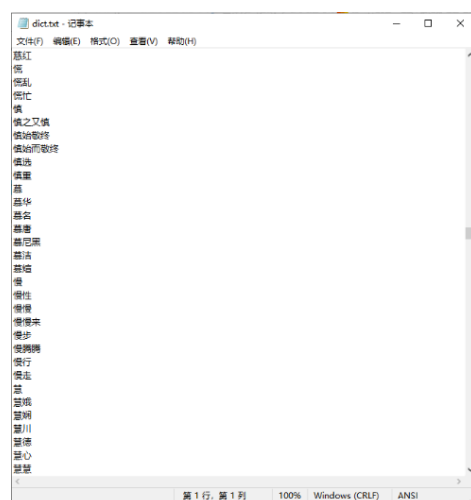 dict.txt - 记事本
文件(F) 编辑(E) 格式(O) 查看(V) 帮助(H)
慈红
慌
慌乱
慌忙
慎
慎之又慎
慎始敬终
慎始而敬终
慎选
慎重
慕
慕华
慕名
慕唐
慕尼黑
慕洁
慕煊
慢
慢性
慢慢
慢慢来
慢步
慢腾腾
慢行
慢走
慧
慧娥
慧娴
慧川
慧德
慧心
慧慧
第 1 行，第 1 列 100% Windows (CRLF) ANSI